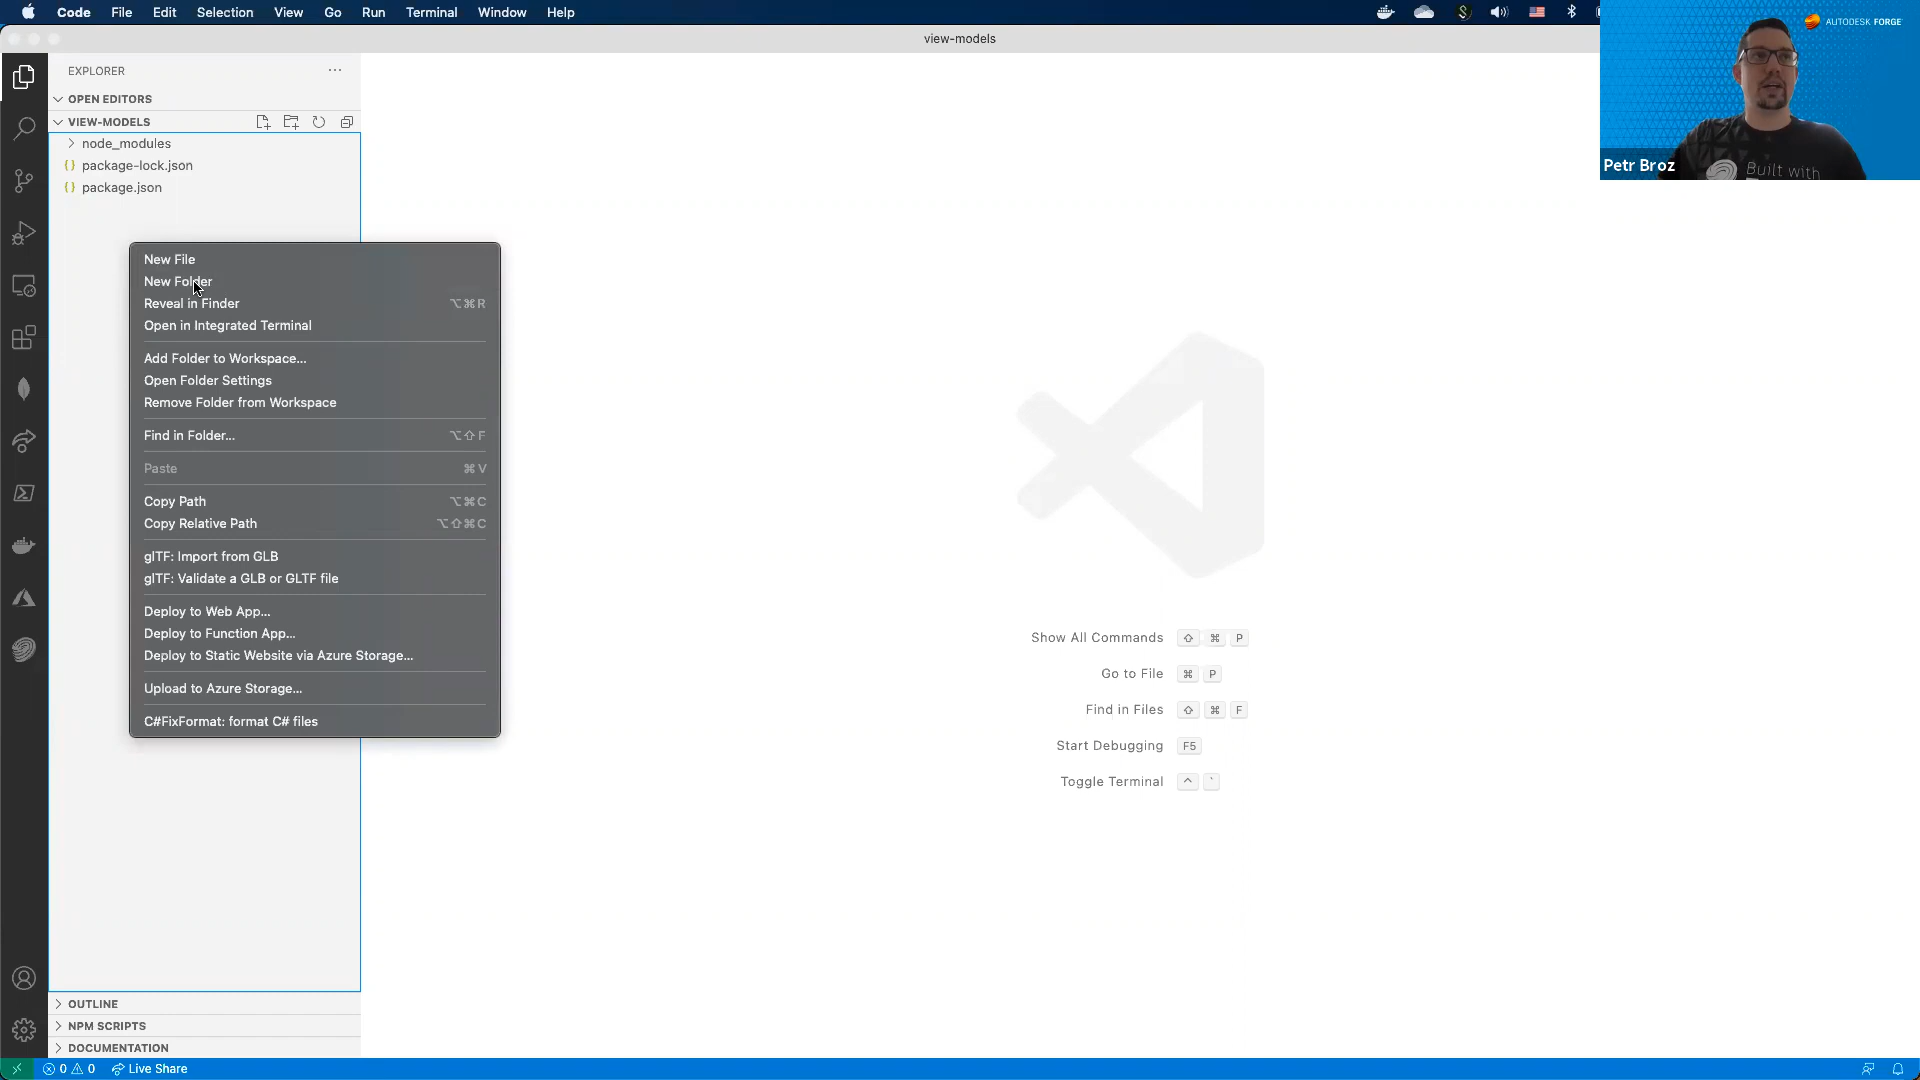 Code File Edit Selection View Go Run Terminal Window Help
view-models
AUTODESK FORGE
Built with
Petr Broz
EXPLORER
OPEN EDITORS
VIEW-MODELS
node_modules
package-lock.json
package.json
New File
New Folder
Reveal in Finder ⌥⌘R
Open in Integrated Terminal
Add Folder to Workspace...
Open Folder Settings
Remove Folder from Workspace
Find in Folder... ⌥⇧F
Paste ⌘V
Copy Path ⌥⌘C
Copy Relative Path ⌥⇧⌘C
glTF: Import from GLB
glTF: Validate a GLB or GLTF file
Deploy to Web App...
Deploy to Function App...
Deploy to Static Website via Azure Storage...
Upload to Azure Storage...
C#FixFormat: format C# files
Show All Commands ⇧ ⌘ P
Go to File ⌘ P
Find in Files ⇧ ⌘ F
Start Debugging F5
Toggle Terminal ^ `
OUTLINE
NPM SCRIPTS
DOCUMENTATION
0 0 Live Share